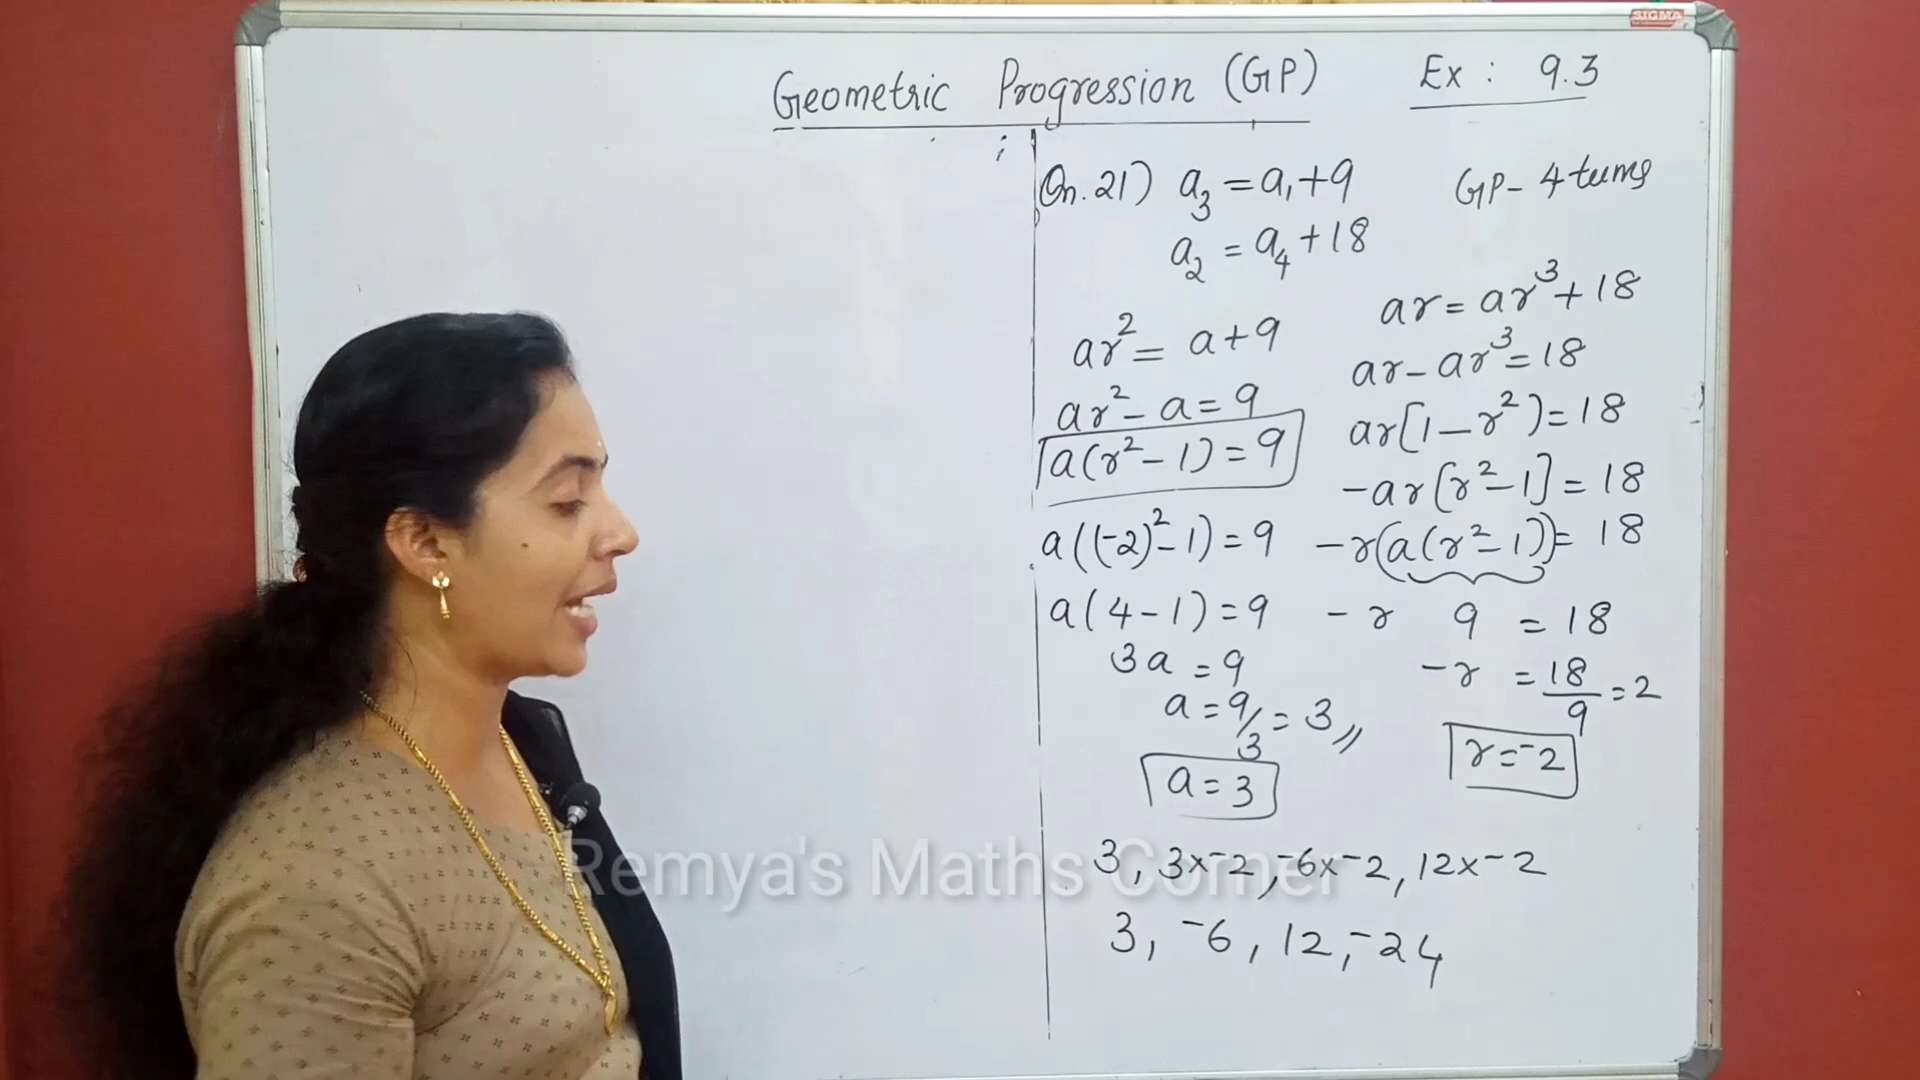 SIGMA
Geometric Progression (GP)
Ex : 9.3
Qn. 21) a₃ = a₁ + 9
GP - 4 terms
a₂ = a₄ + 18
ar² = a + 9
ar² - a = 9
a(r² - 1) = 9
a((-2)² - 1) = 9
a(4 - 1) = 9
3a = 9
a = 9/3 = 3 //
a = 3
ar = ar³ + 18
ar - ar³ = 18
ar[1 - r²) = 18
-ar[r² - 1] = 18
-r(a(r² - 1)) = 18
-r 9 = 18
-r = 18/9 = 2
r = -2
3, 3x-2, -6x-2, 12x-2
3, -6, 12, -24
Remya's Maths Corner